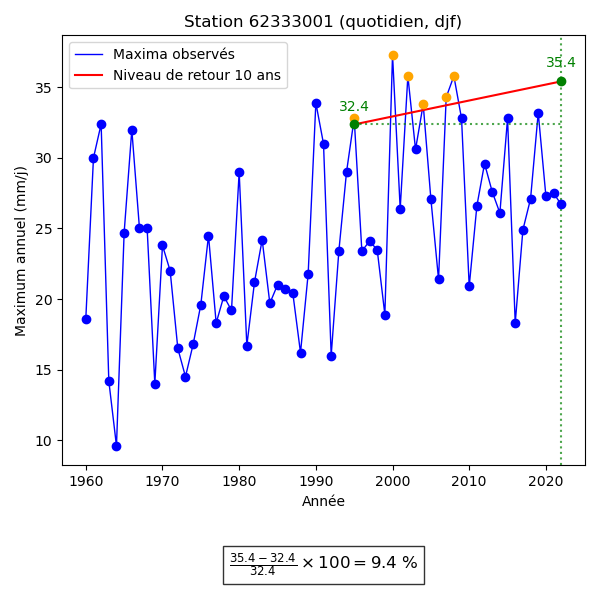 Station 62333001 (quotidien, djf)
Maxima observés
Niveau de retour 10 ans
35.4
32.4
Maximum annuel (mm/j)
35
30
25
20
15
10
1960 1970 1980 1990 2000 2010 2020
Année
\frac{35.4 - 32.4}{32.4} × 100 = 9.4 %